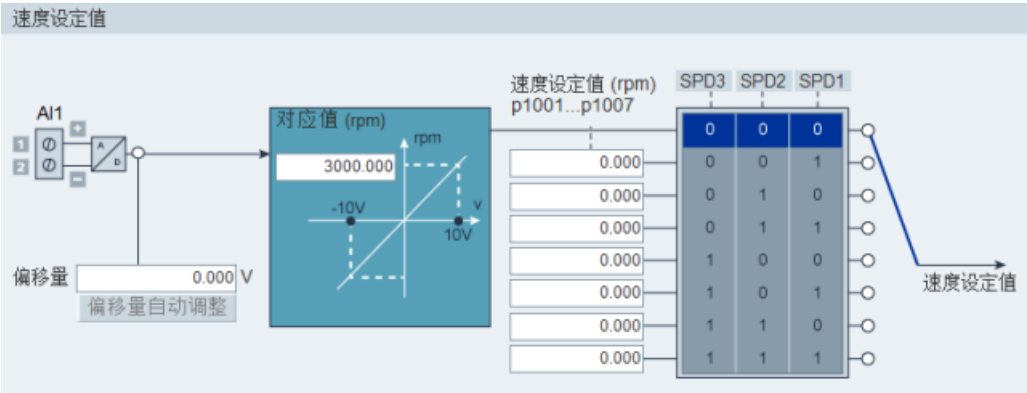 速度设定值
速度设定值 (rpm)
p1001...p1007
SPD3 SPD2 SPD1
AI1
1
2
+
−
A
D
对应值 (rpm)
3000.000
rpm
-10V
v
10V
偏移量 0.000 V
偏移量自动调整
0 0 0
0.000 0 0 1
0.000 0 1 0
0.000 0 1 1
0.000 1 0 0
0.000 1 0 1
0.000 1 1 0
0.000 1 1 1
速度设定值